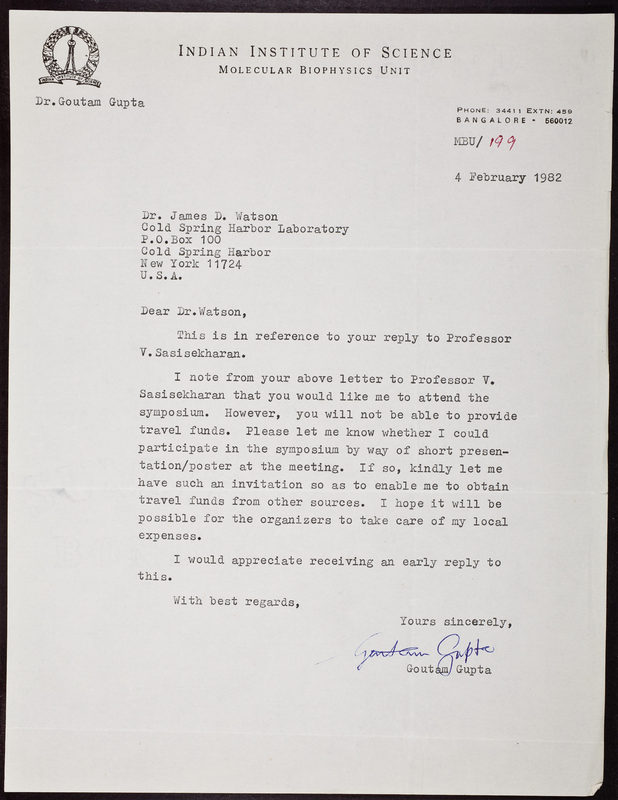 INDIAN INSTITUTE OF SCIENCE
MOLECULAR BIOPHYSICS UNIT
Dr.Goutam Gupta
PHONE: 34411 EXTN: 459
BANGALORE - 560012
MBU/ 199
4 February 1982
Dr. James D. Watson
Cold Spring Harbor Laboratory
P.O.Box 100
Cold Spring Harbor
New York 11724
U.S.A.
Dear Dr.Watson,
This is in reference to your reply to Professor
V.Sasisekharan.
I note from your above letter to Professor V.
Sasisekharan that you would like me to attend the
symposium. However, you will not be able to provide
travel funds. Please let me know whether I could
participate in the symposium by way of short presen-
tation/poster at the meeting. If so, kindly let me
have such an invitation so as to enable me to obtain
travel funds from other sources. I hope it will be
possible for the organizers to take care of my local
expenses.
I would appreciate receiving an early reply to
this.
With best regards,
Yours sincerely,
Goutam Gupta
Goutam Gupta